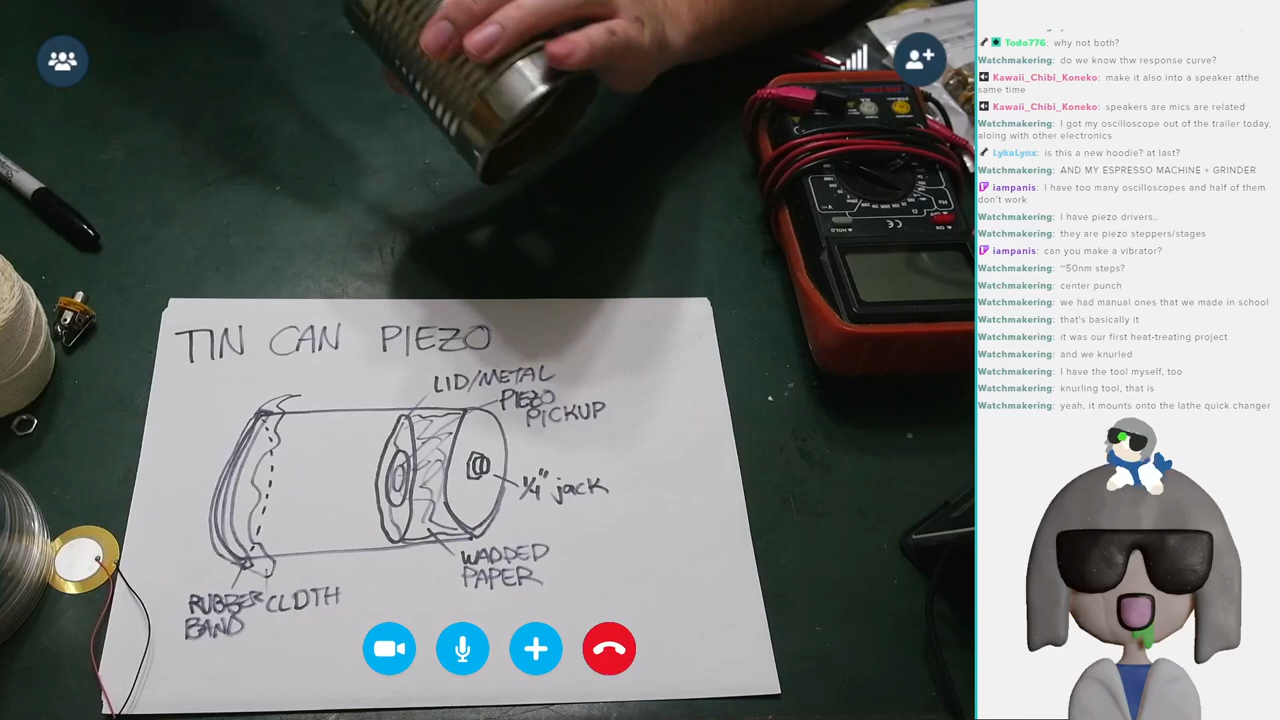 Todo776: why not both?
Watchmakering: do we know thw response curve?
Kawaii_Chibi_Koneko: make it also into a speaker atthe
same time
Kawaii_Chibi_Koneko: speakers are mics are related
Watchmakering: I got my oscilloscope out of the trailer today,
aloing with other electronics
LykaLynx: is this a new hoodie? at last?
Watchmakering: AND MY ESPRESSO MACHINE + GRINDER
iampanis: I have too many oscilloscopes and half of them
don't work
Watchmakering: I have piezo drivers..
Watchmakering: they are piezo steppers/stages
iampanis: can you make a vibrator?
Watchmakering: ~50nm steps?
Watchmakering: center punch
Watchmakering: we had manual ones that we made in school
Watchmakering: that's basically it
Watchmakering: it was our first heat-treating project
Watchmakering: and we knurled
Watchmakering: I have the tool myself, too
Watchmakering: knurling tool, that is
Watchmakering: yeah, it mounts onto the lathe quick changer
TIN CAN PIEZO
LID/METAL
PIEZO
PICKUP
1/4" jack
WADDED
PAPER
RUBBER
BAND
CLOTH
HOLD